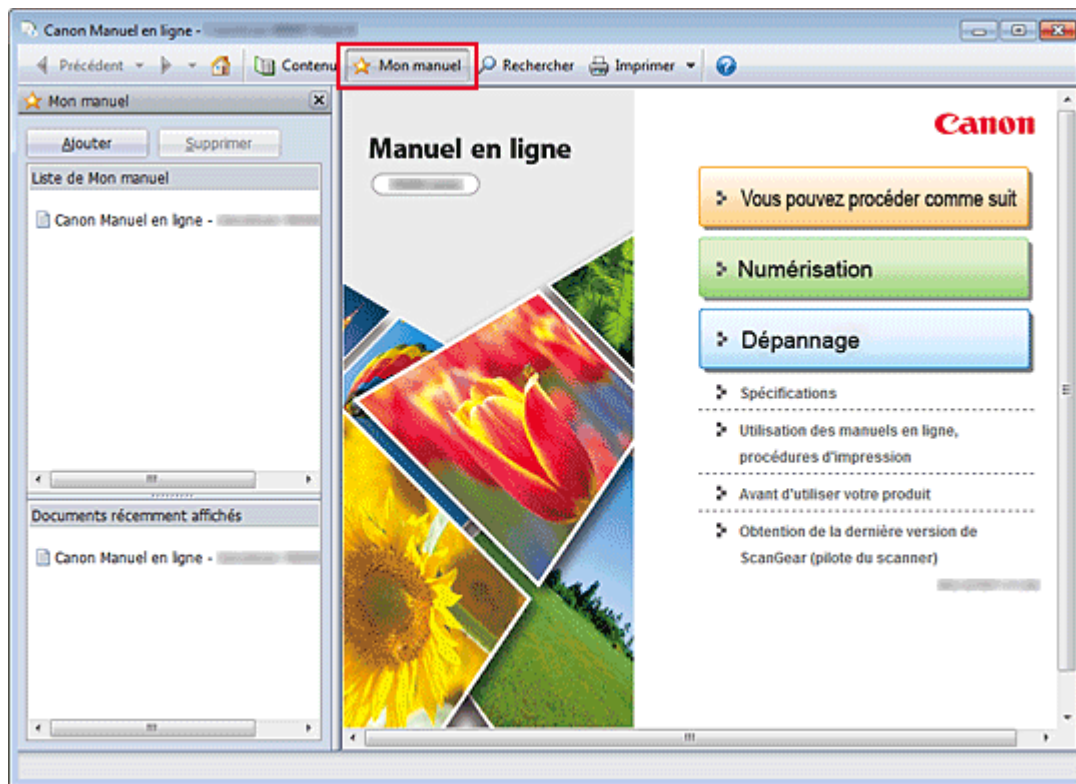 Canon Manuel en ligne -
Précédent
Contenu
Mon manuel
Rechercher
Imprimer
Mon manuel
Ajouter
Supprimer
Liste de Mon manuel
Canon Manuel en ligne -
Documents récemment affichés
Canon Manuel en ligne -
Manuel en ligne
Canon
Vous pouvez procéder comme suit
Numérisation
Dépannage
Spécifications
Utilisation des manuels en ligne,
procédures d'impression
Avant d'utiliser votre produit
Obtention de la dernière version de
ScanGear (pilote du scanner)